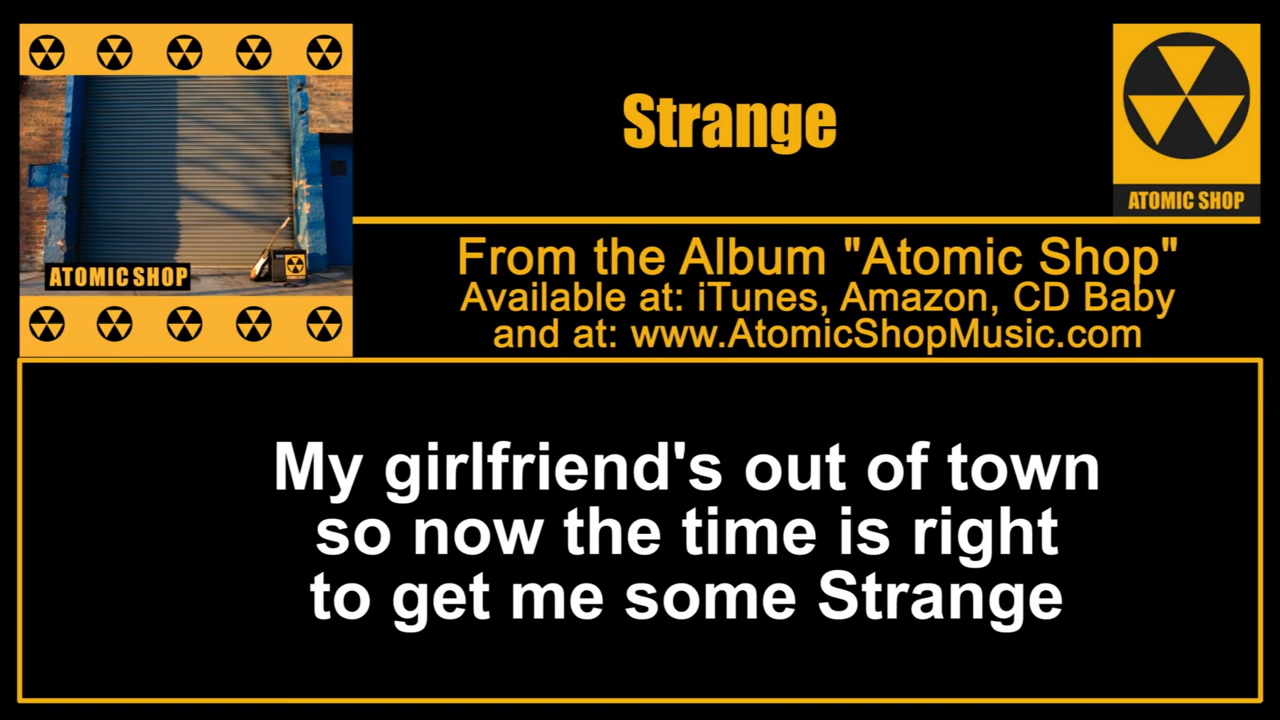 Strange
ATOMIC SHOP
ATOMIC SHOP
From the Album "Atomic Shop"
Available at: iTunes, Amazon, CD Baby
and at: www.AtomicShopMusic.com
My girlfriend's out of town
so now the time is right
to get me some Strange